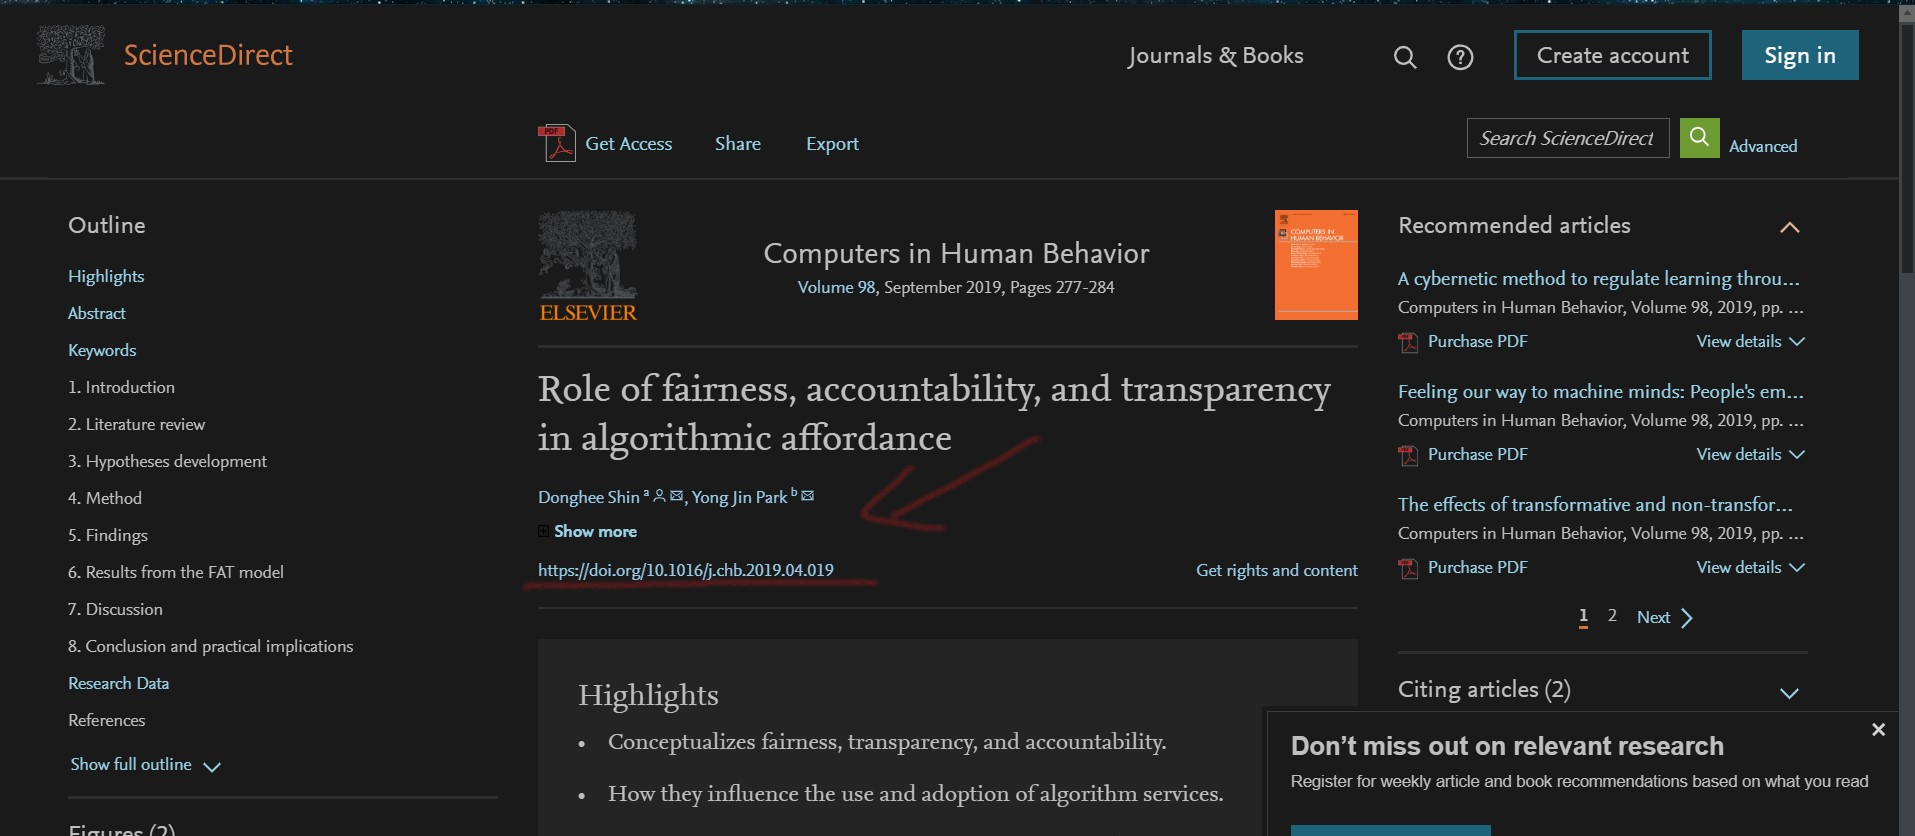 ScienceDirect
Journals & Books
Create account
Sign in
Get Access
Share
Export
Search ScienceDirect
Advanced
Outline
Highlights
Abstract
Keywords
1. Introduction
2. Literature review
3. Hypotheses development
4. Method
5. Findings
6. Results from the FAT model
7. Discussion
8. Conclusion and practical implications
Research Data
References
Show full outline
Figures (2)
ELSEVIER
Computers in Human Behavior
Volume 98, September 2019, Pages 277-284
COMPUTERS IN
HUMAN BEHAVIOR
Role of fairness, accountability, and transparency
in algorithmic affordance
Donghee Shin a, Yong Jin Park b
Show more
https://doi.org/10.1016/j.chb.2019.04.019
Get rights and content
Highlights
• Conceptualizes fairness, transparency, and accountability.
• How they influence the use and adoption of algorithm services.
Recommended articles
A cybernetic method to regulate learning throu...
Computers in Human Behavior, Volume 98, 2019, pp. ...
PDF Purchase PDF
View details
Feeling our way to machine minds: People's em...
Computers in Human Behavior, Volume 98, 2019, pp. ...
Purchase PDF
View details
The effects of transformative and non-transfor...
Computers in Human Behavior, Volume 98, 2019, pp. ...
Purchase PDF
View details
1 2 Next
Citing articles (2)
Don't miss out on relevant research
Register for weekly article and book recommendations based on what you read